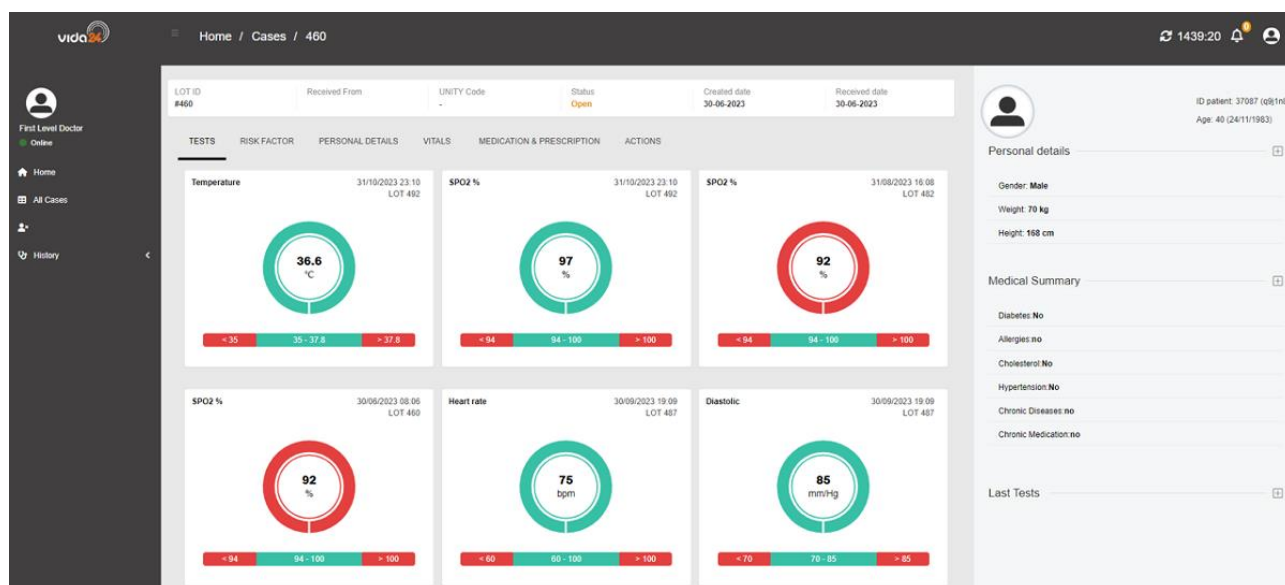 vida24
Home / Cases / 460
1439:20
0
First Level Doctor
Online
Home
All Cases
History
LOT ID
#460
Received From
UNITY Code
-
Status
Open
Created date
30-06-2023
Received date
30-06-2023
TESTS RISK FACTOR PERSONAL DETAILS VITALS MEDICATION & PRESCRIPTION ACTIONS
Temperature 31/10/2023 23:10
LOT 492
36.6
°C
< 35 35 - 37.8 > 37.8
SPO2 % 31/10/2023 23:10
LOT 492
97
%
< 94 94 - 100 > 100
SPO2 % 31/08/2023 16:08
LOT 482
92
%
< 94 94 - 100 > 100
SPO2 % 30/06/2023 08:06
LOT 460
92
%
< 94 94 - 100 > 100
Heart rate 30/09/2023 19:09
LOT 487
75
bpm
< 60 60 - 100 > 100
Diastolic 30/09/2023 19:09
LOT 487
85
mm/Hg
< 70 70 - 85 > 85
ID patient: 37087
Age: 40 (24/11/1983)
Personal details
Gender: Male
Weight: 70 kg
Height: 168 cm
Medical Summary
Diabetes:No
Allergies:no
Cholesterol:No
Hypertension:No
Chronic Diseases:no
Chronic Medication:no
Last Tests